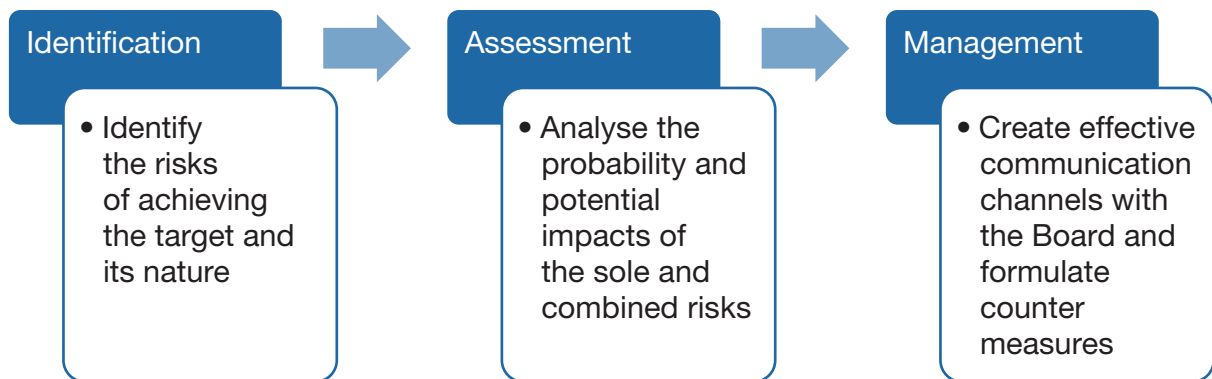 Identification
• Identify
the risks
of achieving
the target and
its nature
Assessment
• Analyse the
probability and
potential
impacts of
the sole and
combined risks
Management
• Create effective
communication
channels with
the Board and
formulate
counter
measures